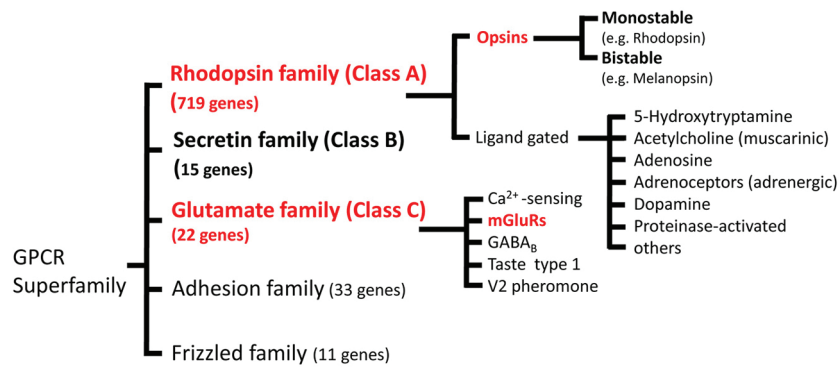 GPCR
Superfamily
Rhodopsin family (Class A)
(719 genes)
Secretin family (Class B)
(15 genes)
Glutamate family (Class C)
(22 genes)
Adhesion family (33 genes)
Frizzled family (11 genes)
Opsins
Ligand gated
Monostable
(e.g. Rhodopsin)
Bistable
(e.g. Melanopsin)
5-Hydroxytryptamine
Acetylcholine (muscarinic)
Adenosine
Adrenoceptors (adrenergic)
Dopamine
Proteinase-activated
others
Ca²⁺-sensing
mGluRs
GABA_B
Taste type 1
V2 pheromone